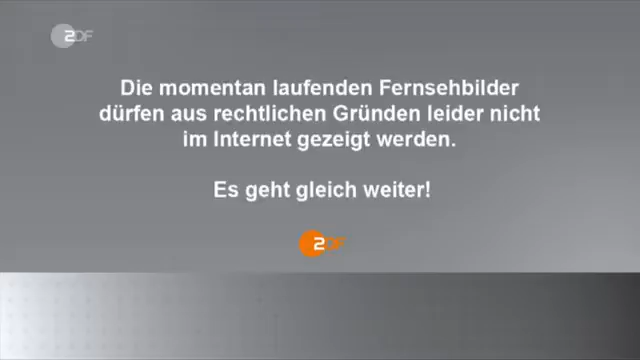 ZDF
Die momentan laufenden Fernsehbilder
dürfen aus rechtlichen Gründen leider nicht
im Internet gezeigt werden.
Es geht gleich weiter!
ZDF